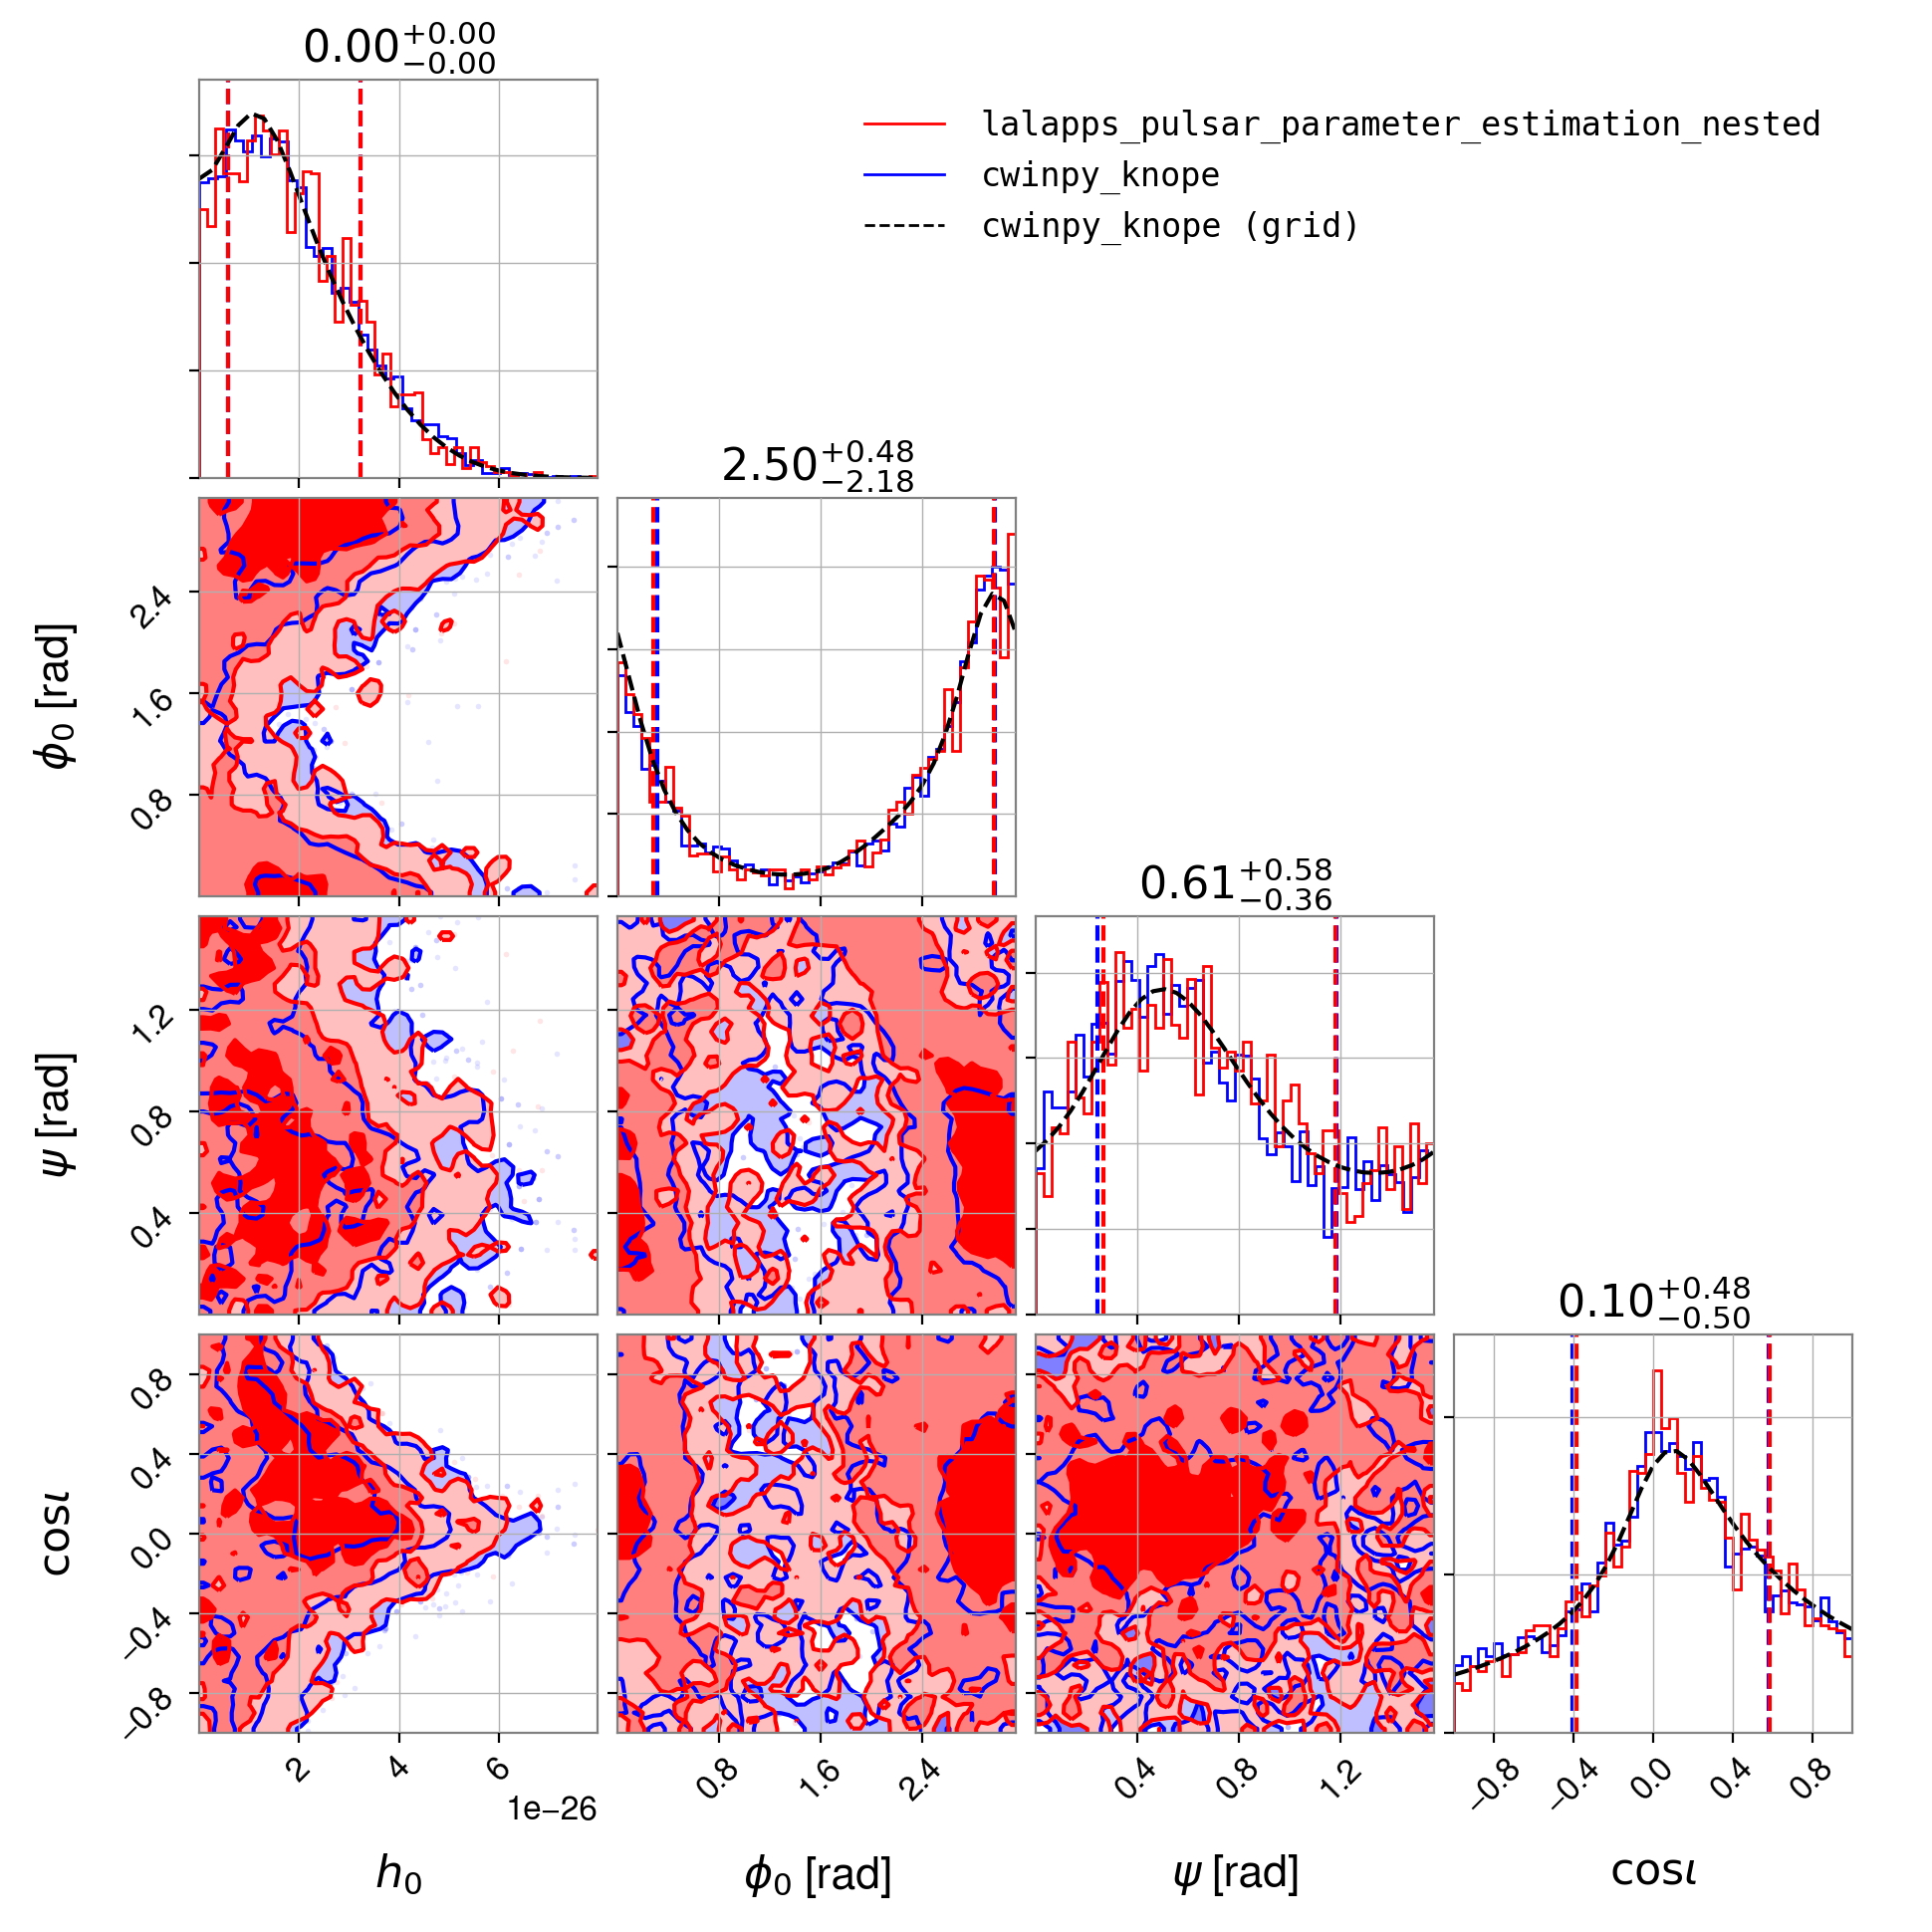 0.00+0.00−0.00
lalapps_pulsar_parameter_estimation_nested
cwinpy_knope
cwinpy_knope (grid)
2.50+0.48−2.18
ϕ0 [rad]
2.4
1.6
0.8
0.61+0.58−0.36
ψ [rad]
1.2
0.8
0.4
0.10+0.48−0.50
cosι
0.8
0.4
0.0
−0.4
−0.8
2 4 6
0.8 1.6 2.4
0.4 0.8 1.2
−0.8 −0.4 0.0 0.4 0.8
1e−26
h0
ϕ0 [rad]
ψ [rad]
cosι